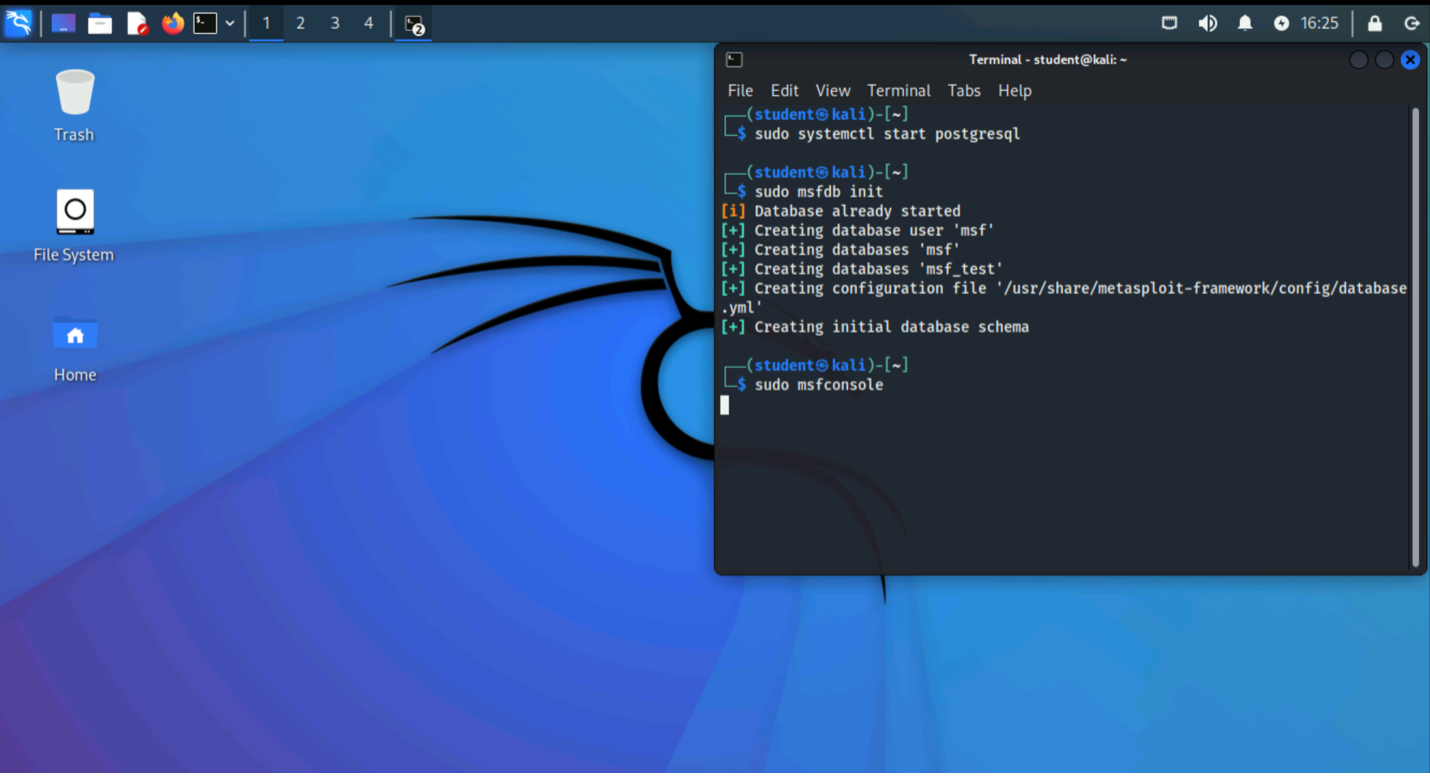 1 2 3 4 2 16:25
Trash
File System
Home
Terminal - student@kali: ~
File Edit View Terminal Tabs Help
┌──(student㉿kali)-[~]
└─$ sudo systemctl start postgresql
┌──(student㉿kali)-[~]
└─$ sudo msfdb init
[i] Database already started
[+] Creating database user 'msf'
[+] Creating databases 'msf'
[+] Creating databases 'msf_test'
[+] Creating configuration file '/usr/share/metasploit-framework/config/database
.yml'
[+] Creating initial database schema
┌──(student㉿kali)-[~]
└─$ sudo msfconsole